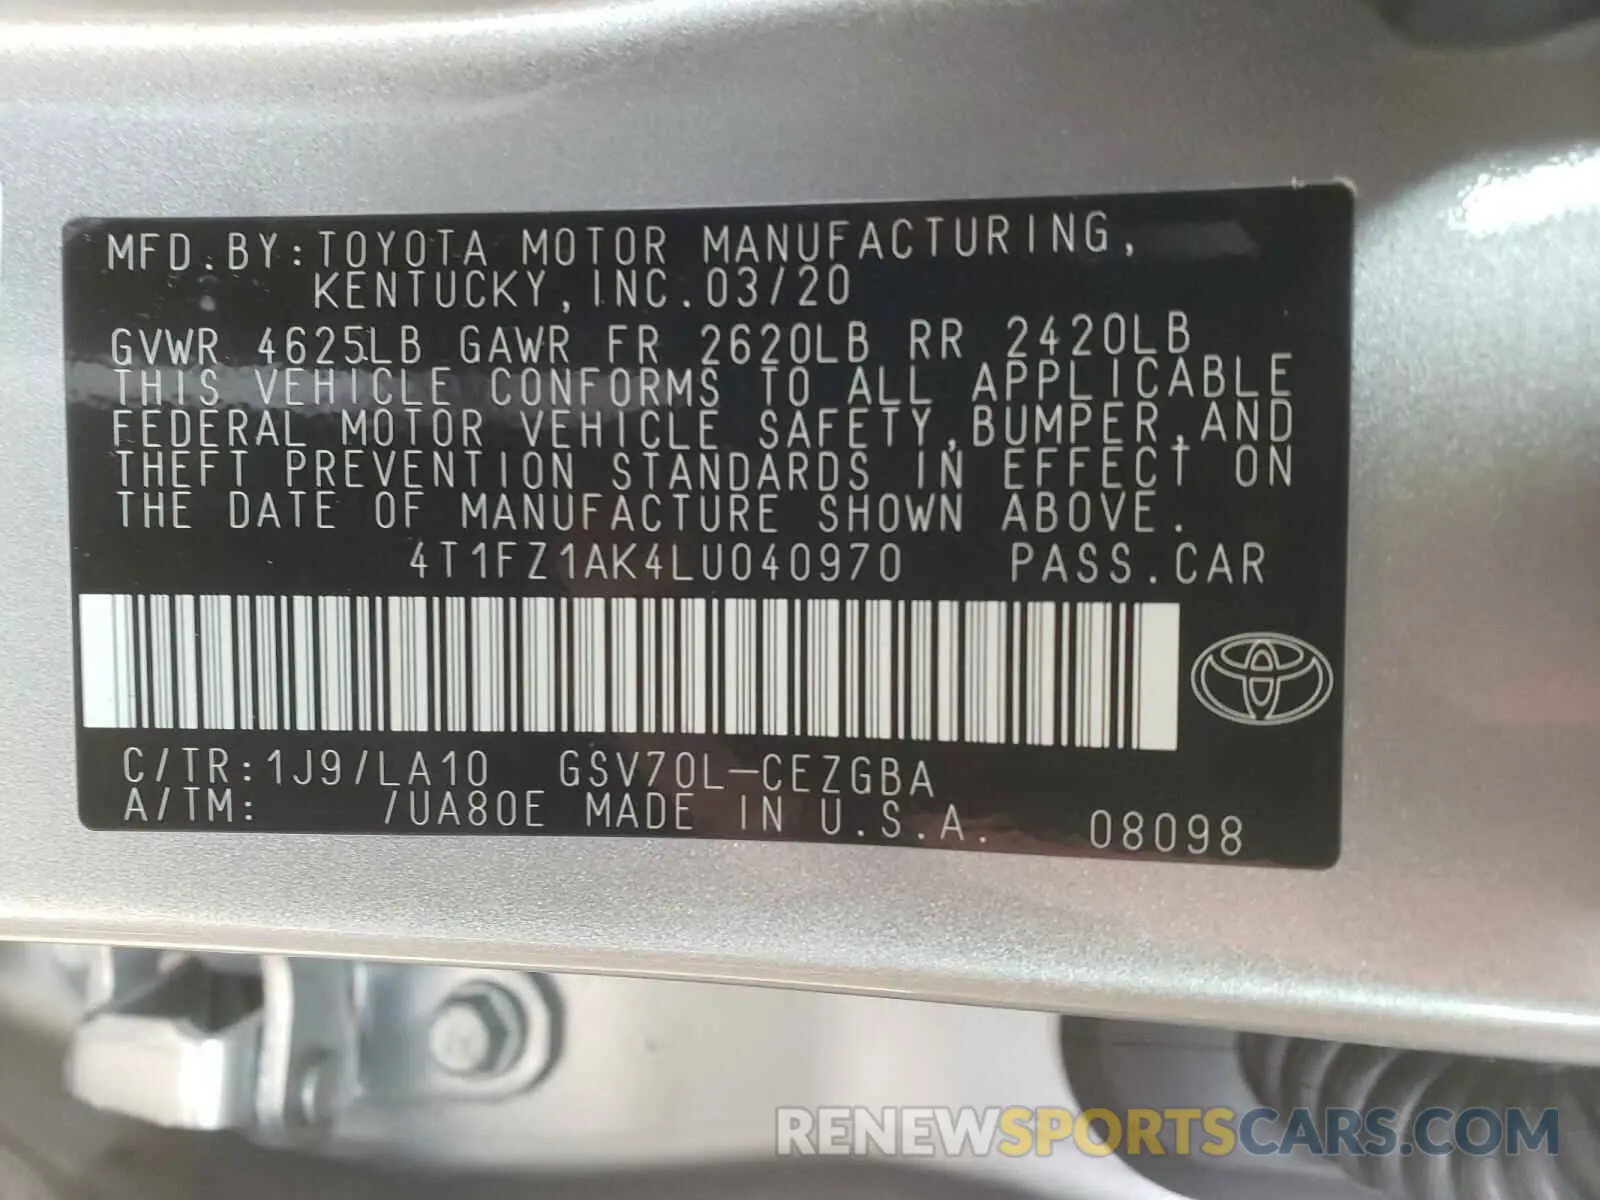 MFD.BY:TOYOTA MOTOR MANUFACTURING,
KENTUCKY,INC.03/20
GVWR 4625LB GAWR FR 2620LB RR 2420LB
THIS VEHICLE CONFORMS TO ALL APPLICABLE
FEDERAL MOTOR VEHICLE SAFETY,BUMPER,AND
THEFT PREVENTION STANDARDS IN EFFECT ON
THE DATE OF MANUFACTURE SHOWN ABOVE.
4T1FZ1AK4LU040970 PASS.CAR
C/TR:1J9/LA10 GSV70L-CEZGBA
A/TM: /UA80E MADE IN U.S.A. 08098
RENEWSPORTSCARS.COM